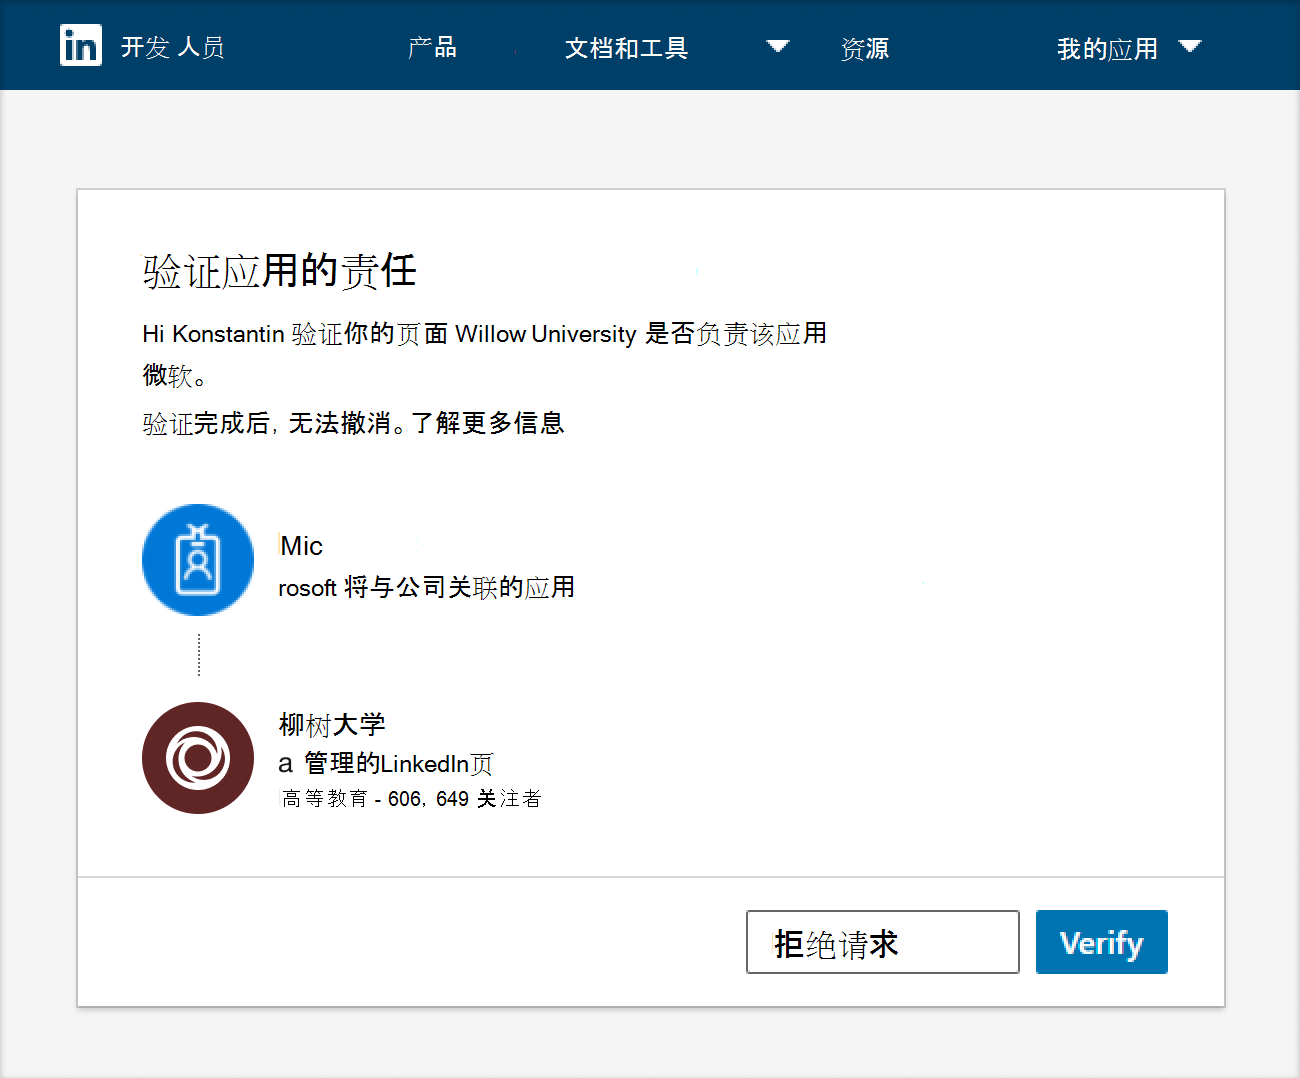 in 开发 人员 产品 文档和工具 资源 我的应用
验证应用的责任
Hi Konstantin 验证你的页面 Willow University 是否负责该应用
微软。
验证完成后, 无法撤消。了解更多信息
Mic
rosoft 将与公司关联的应用
柳树大学
a 管理的LinkedIn页
高等教育 - 606, 649 关注者
拒绝请求 Verify